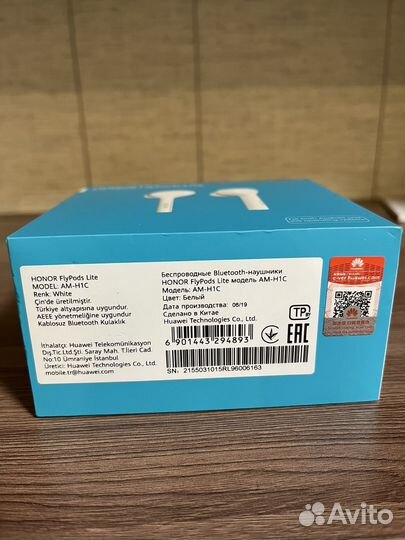 HONOR FlyPods Lite
MODEL: AM-H1C
Renk: White
Çin'de üretilmiştir.
Türkiye altyapısına uygundur.
AEEE yönetmeliğine uygundur
Kablosuz Bluetooth Kulaklık
İthalatçı: Huawei Telekomünikasyon
Dış.Tic.Ltd.Şti. Saray Mah. T.İleri Cad.
No:10 Ümraniye İstanbul
Üretici: Huawei Technologies Co., Ltd.
mobile.tr@huawei.com
Беспроводные Bluetooth-наушники
HONOR FlyPods Lite модель AM-H1C
Модель: AM-H1C
Цвет: Белый
Дата производства: 06/19
Сделано в Китае
Huawei Technologies Co., Ltd.
TP
EAC
6 901443 294893
SN: 2155031015RL96006163
HUAWEI
Avito